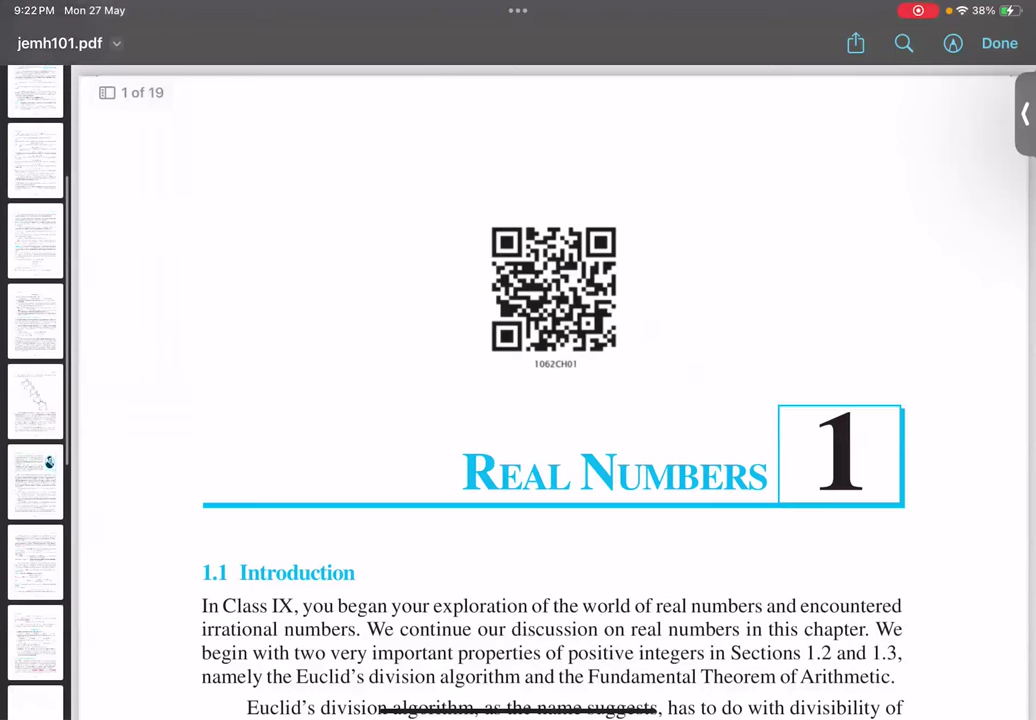 9:22 PM Mon 27 May
38%
jemh101.pdf
Done
1 of 19
1062CH01
REAL NUMBERS 1
1.1 Introduction
In Class IX, you began your exploration of the world of real numbers and encountered
irrational numbers. We continue our discussion on real numbers in this chapter. We
begin with two very important properties of positive integers in Sections 1.2 and 1.3,
namely the Euclid’s division algorithm and the Fundamental Theorem of Arithmetic.
Euclid’s division algorithm, as the name suggests, has to do with divisibility of